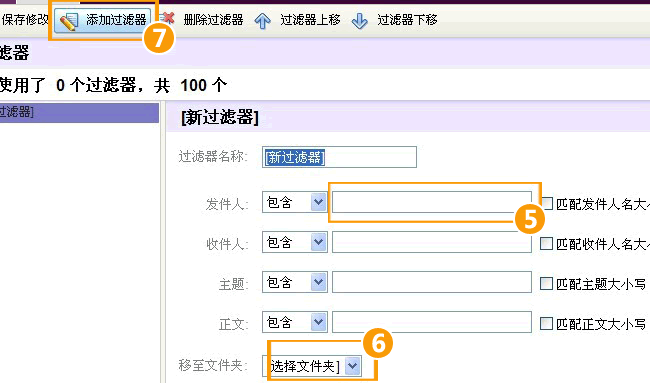 保存修改 添加过滤器 删除过滤器 过滤器上移 过滤器下移
7
滤器
使用了 0 个过滤器，共 100 个
过滤器]
[新过滤器]
过滤器名称: [新过滤器]
发件人: 包含 匹配发件人名大小
5
收件人: 包含 匹配收件人名大小
主题: 包含 匹配主题大小写
正文: 包含 匹配正文大小写
6
移至文件夹: 选择文件夹]